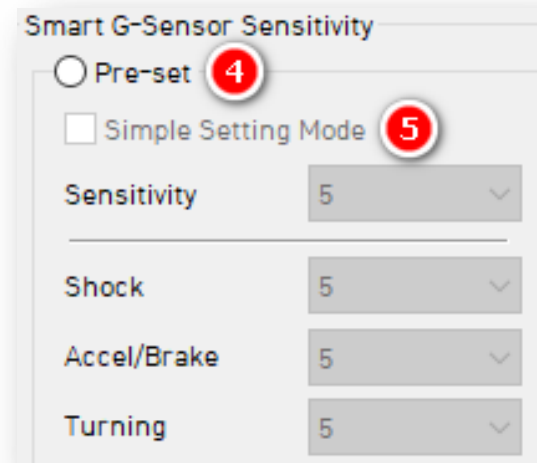 Smart G-Sensor Sensitivity
Pre-set 4
Simple Setting Mode 5
Sensitivity 5
Shock 5
Accel/Brake 5
Turning 5